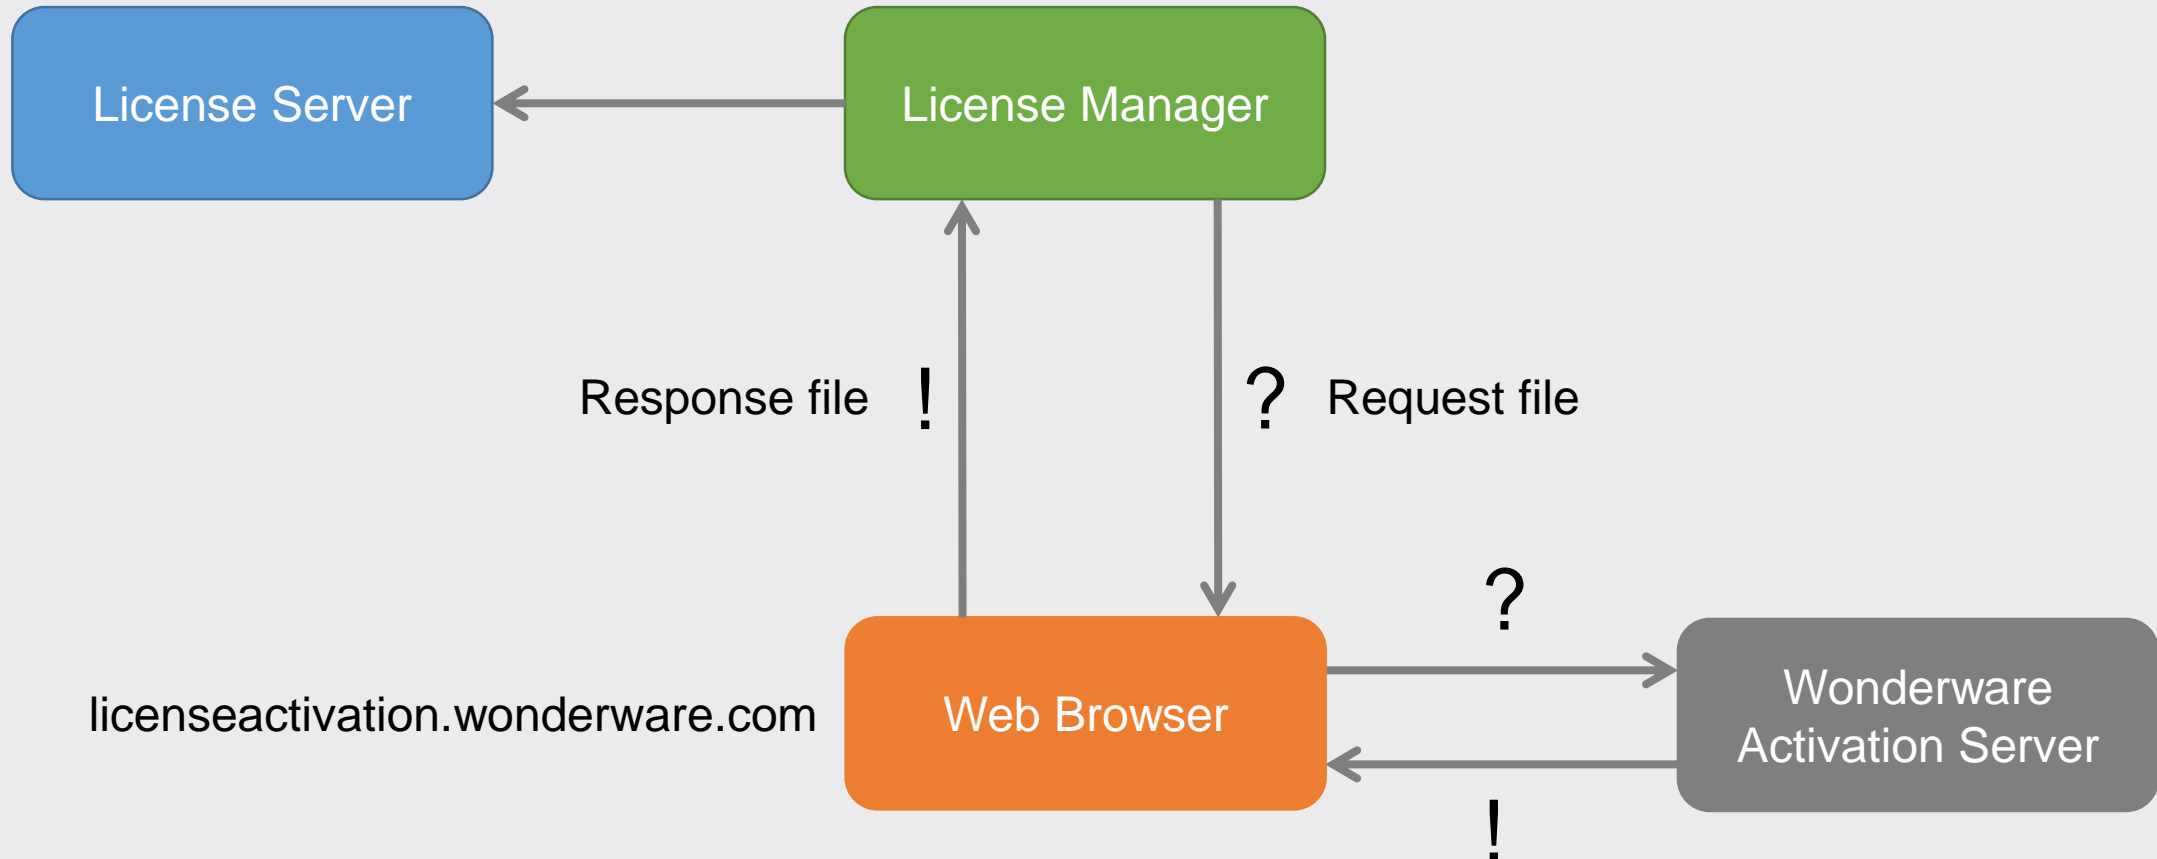 License Server
License Manager
Response file
!
?
Request file
?
licenseactivation.wonderware.com
Web Browser
Wonderware
Activation Server
!